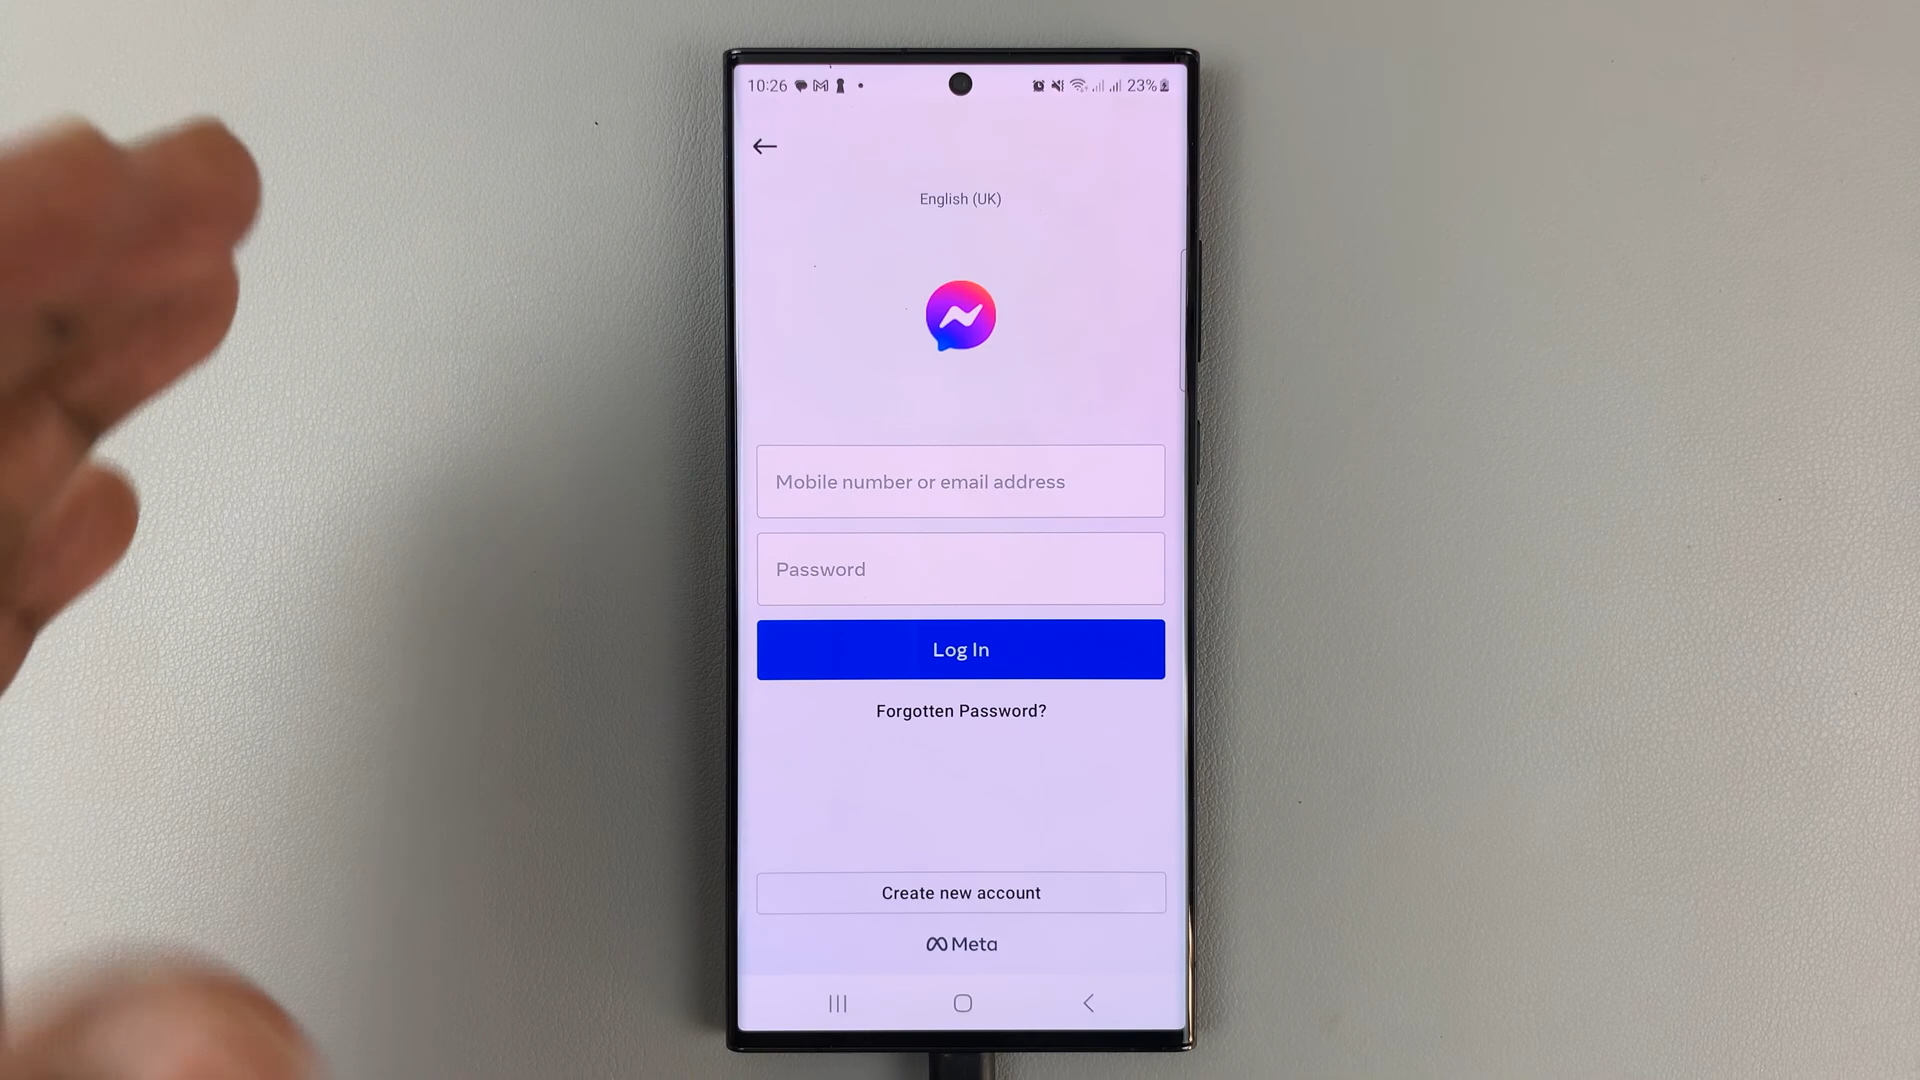 10:26 23%
English (UK)
Mobile number or email address
Password
Log In
Forgotten Password?
Create new account
Meta